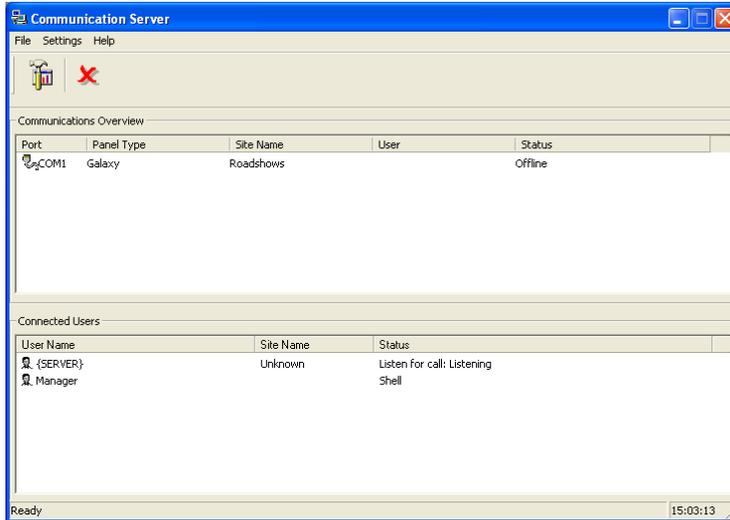 Communication Server
File Settings Help
Communications Overview
Port Panel Type Site Name User Status
COM1 Galaxy Roadshows Offline
Connected Users
User Name Site Name Status
{SERVER} Unknown Listen for call: Listening
Manager Shell
Ready 15:03:13